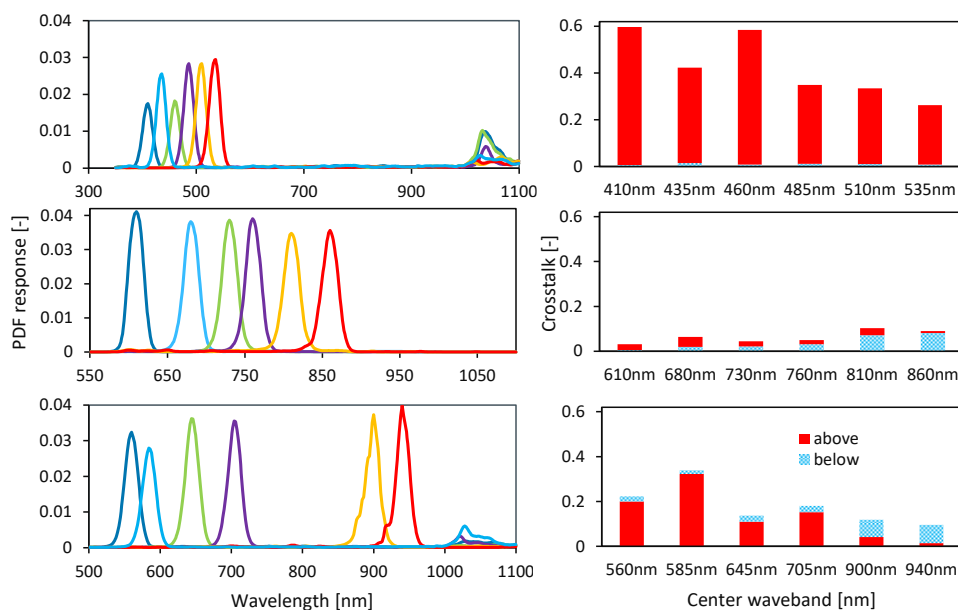 PDF response [-]
0.04
0.03
0.02
0.01
0
300 500 700 900 1100
0.04
0.03
0.02
0.01
0
550 650 750 850 950 1050
0.04
0.03
0.02
0.01
0
500 600 700 800 900 1000 1100
Wavelength [nm]
Crosstalk [-]
0.6
0.4
0.2
0
410nm 435nm 460nm 485nm 510nm 535nm
0.6
0.4
0.2
0
610nm 680nm 730nm 760nm 810nm 860nm
0.6
0.4
0.2
0
above
below
560nm 585nm 645nm 705nm 900nm 940nm
Center waveband [nm]